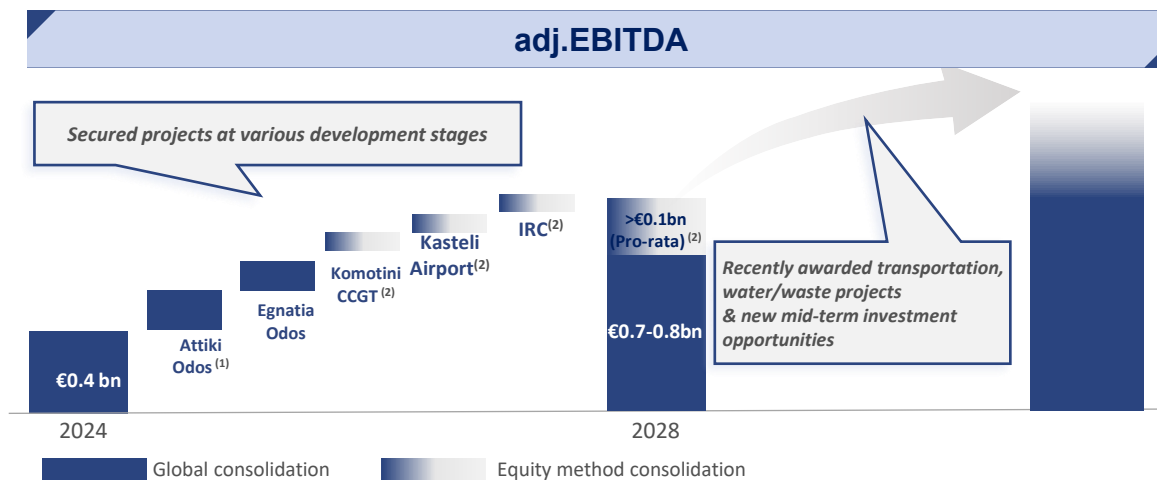 adj.EBITDA
Secured projects at various development stages
€0.4 bn
Attiki
Odos (1)
Egnatia
Odos
Komotini
CCGT (2)
Kasteli
Airport(2)
IRC(2)
>€0.1bn
(Pro-rata) (2)
€0.7-0.8bn
Recently awarded transportation,
water/waste projects
& new mid-term investment
opportunities
2024
2028
Global consolidation
Equity method consolidation